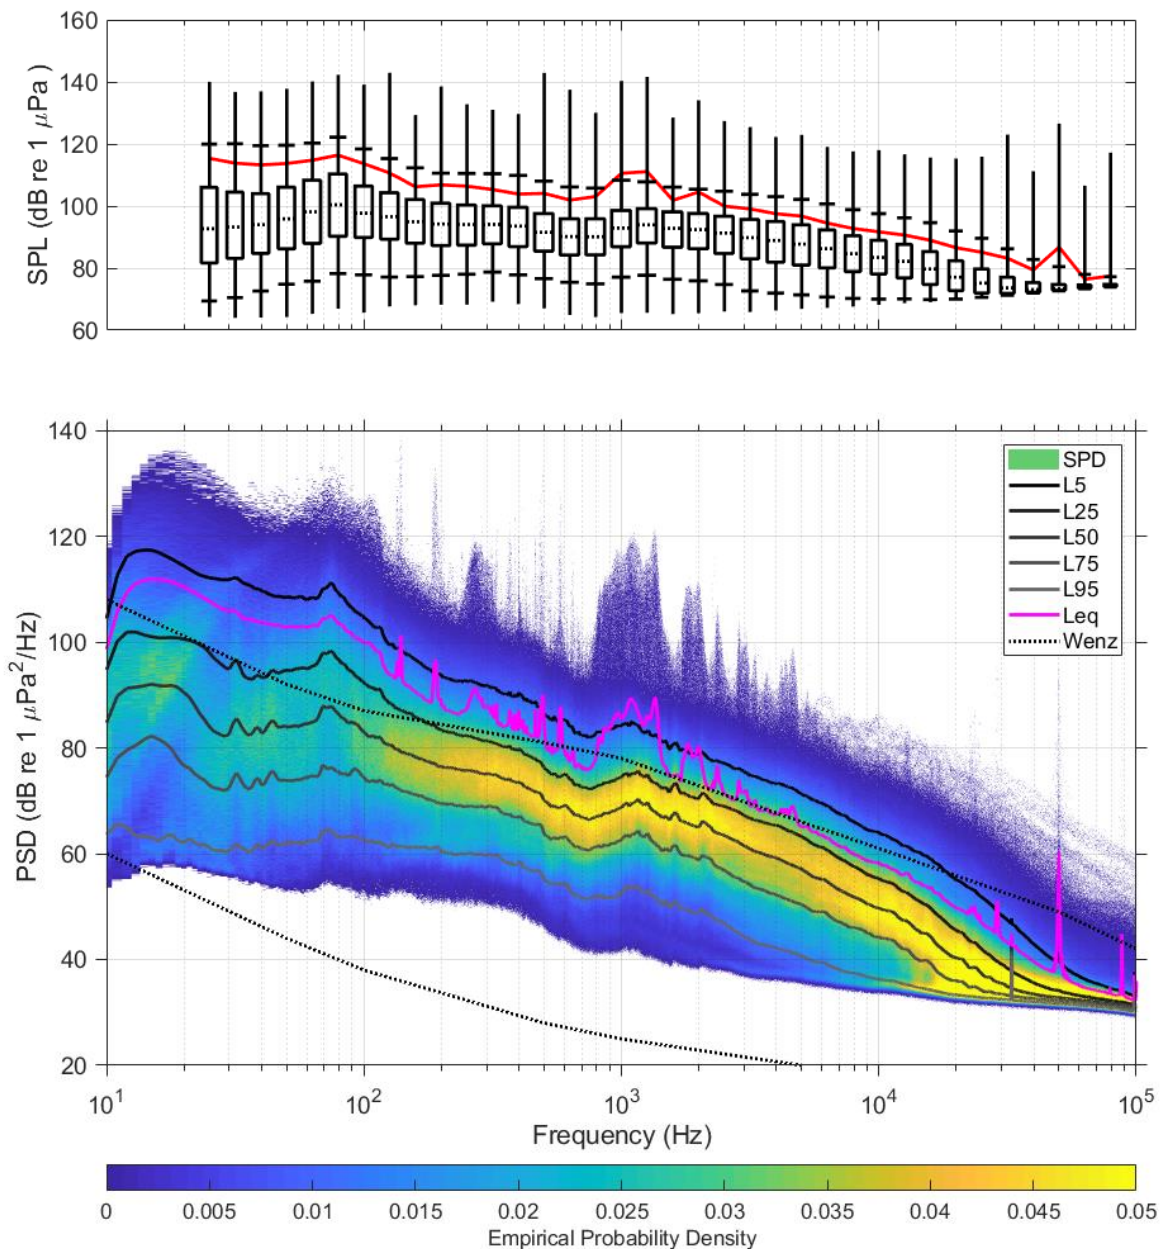 160
140
120
100
80
60
SPL (dB re 1 μPa)
140
120
100
80
60
40
20
PSD (dB re 1 μPa²/Hz)
SPD
L5
L25
L50
L75
L95
Leq
Wenz
10¹ 10² 10³ 10⁴ 10⁵
Frequency (Hz)
0 0.005 0.01 0.015 0.02 0.025 0.03 0.035 0.04 0.045 0.05
Empirical Probability Density